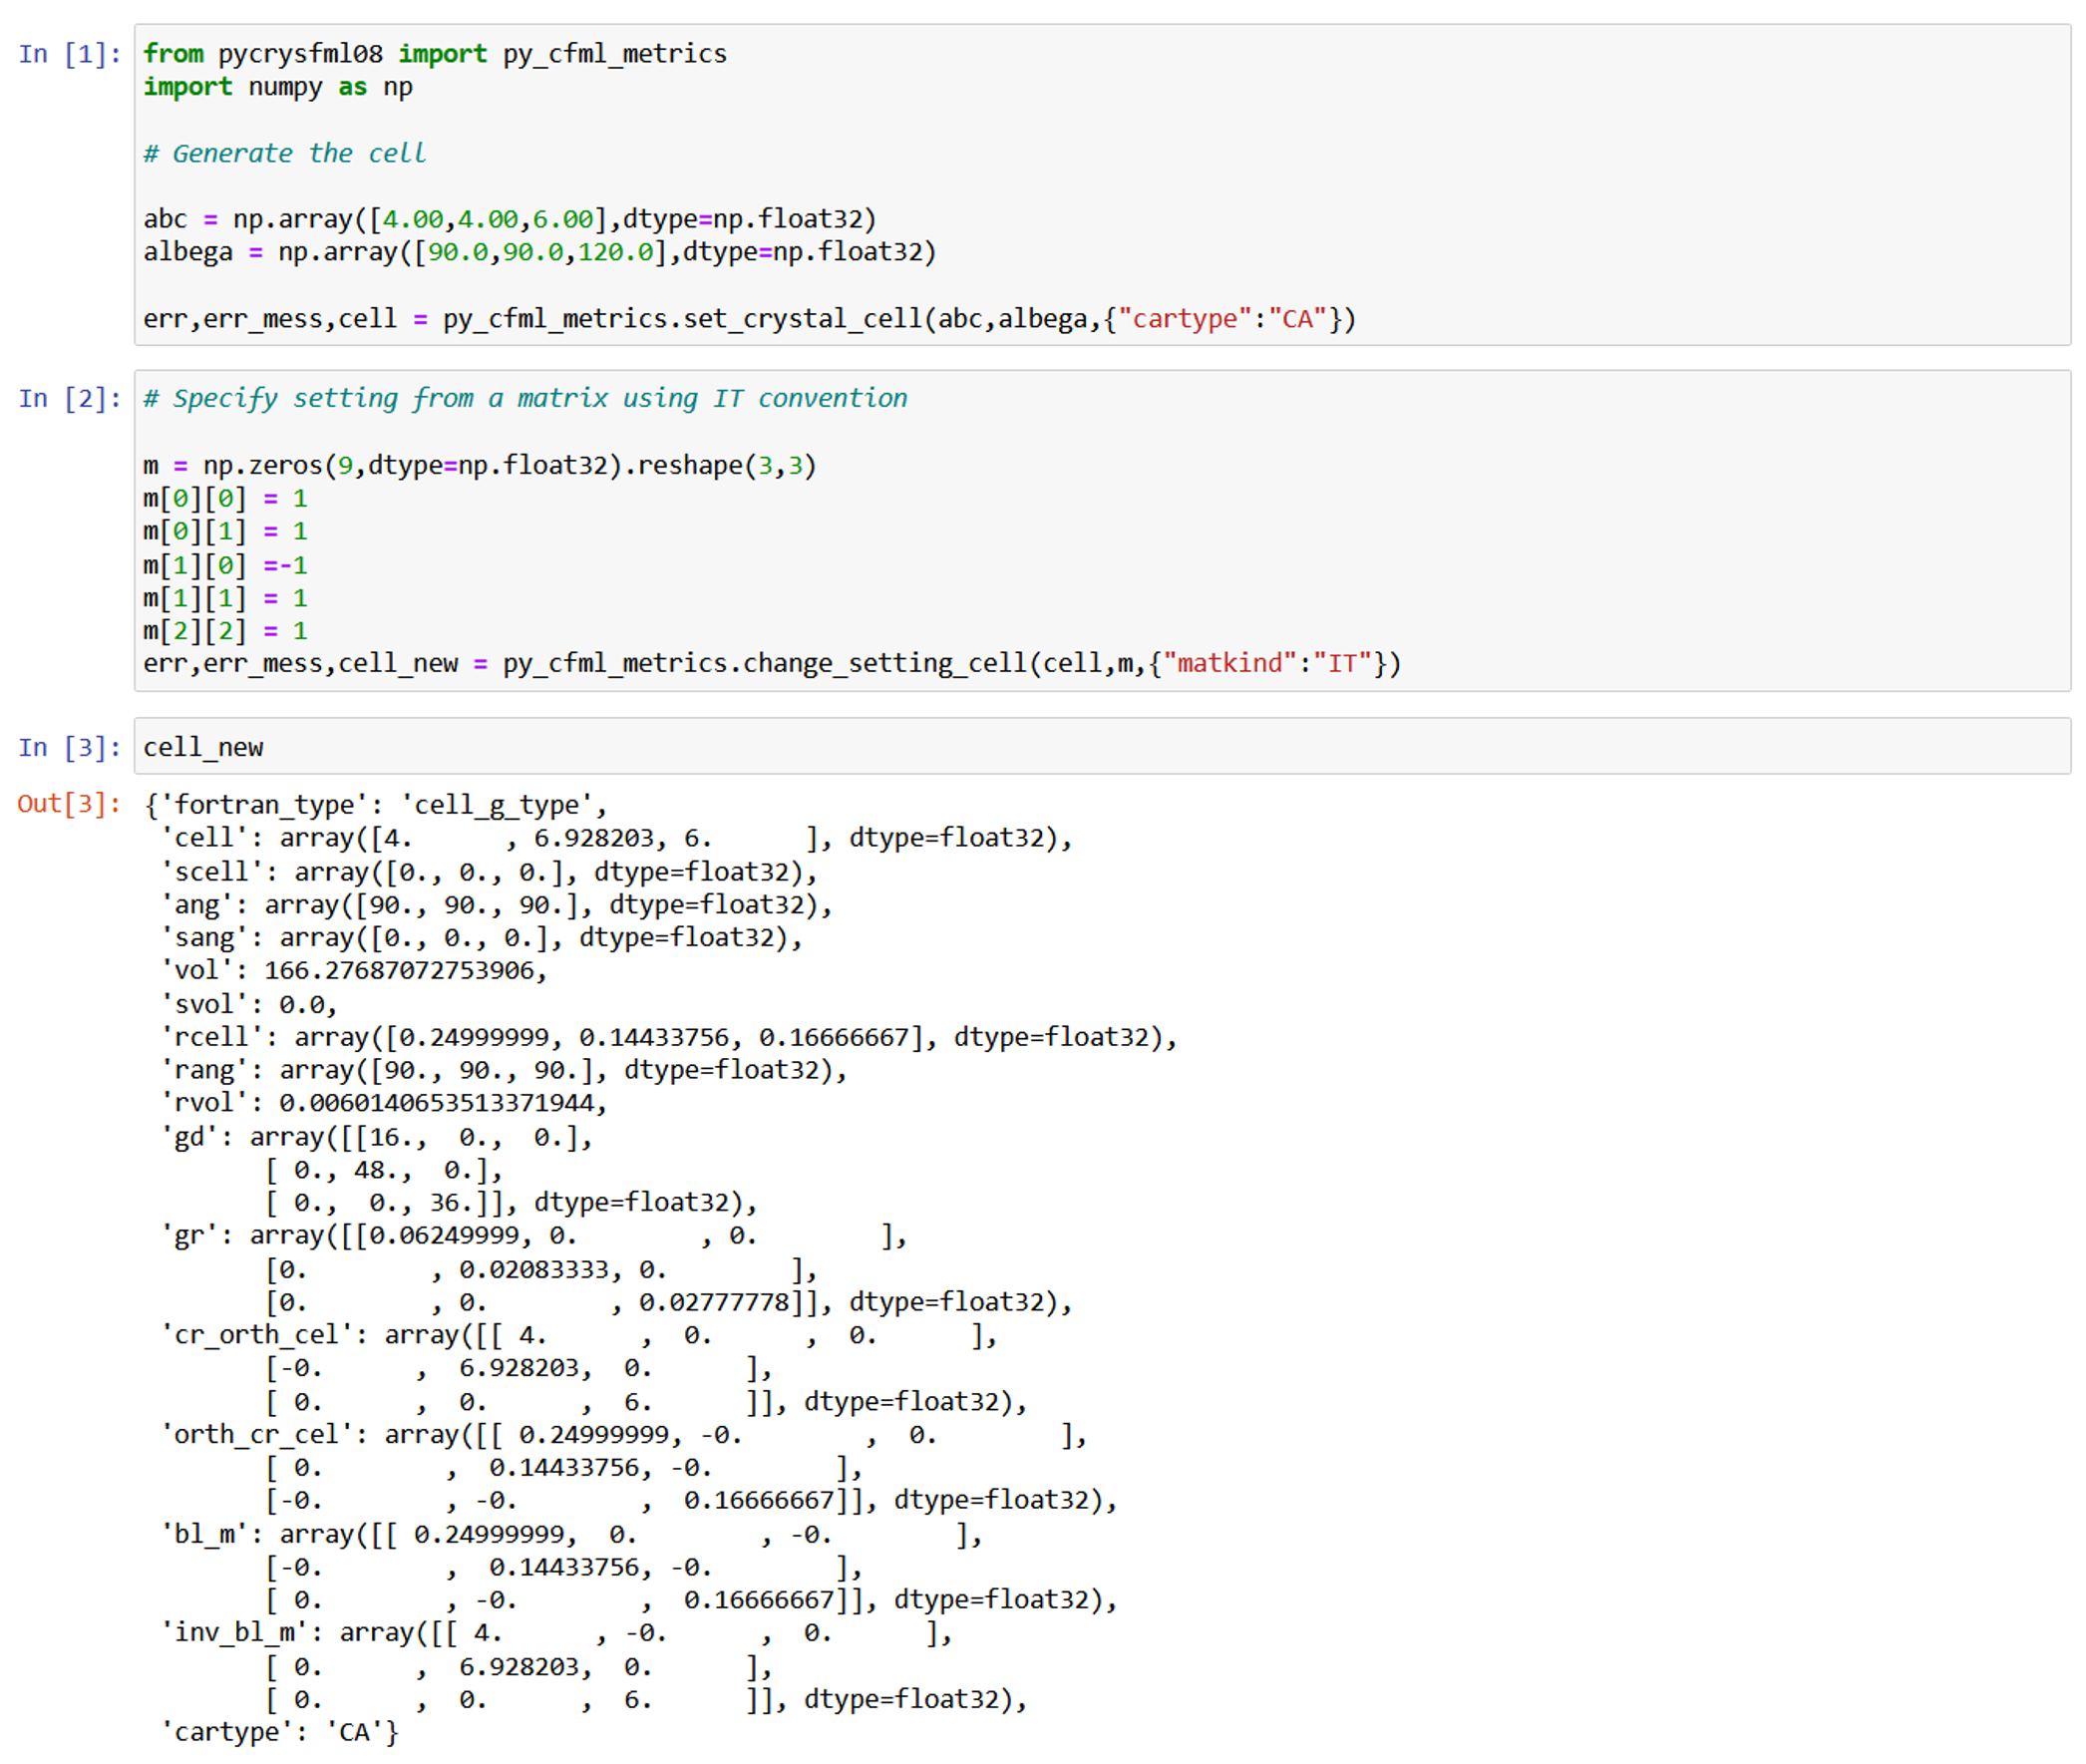 In [1]: from pycrysfml08 import py_cfml_metrics
import numpy as np
# Generate the cell
abc = np.array([4.00,4.00,6.00],dtype=np.float32)
albega = np.array([90.0,90.0,120.0],dtype=np.float32)
err,err_mess,cell = py_cfml_metrics.set_crystal_cell(abc,albega,{"cartype":"CA"})
In [2]: # Specify setting from a matrix using IT convention
m = np.zeros(9,dtype=np.float32).reshape(3,3)
m[0][0] = 1
m[0][1] = 1
m[1][0] =-1
m[1][1] = 1
m[2][2] = 1
err,err_mess,cell_new = py_cfml_metrics.change_setting_cell(cell,m,{"matkind":"IT"})
In [3]: cell_new
Out[3]: {'fortran_type': 'cell_g_type',
'cell': array([4.      , 6.928203, 6.      ], dtype=float32),
'scell': array([0., 0., 0.], dtype=float32),
'ang': array([90., 90., 90.], dtype=float32),
'sang': array([0., 0., 0.], dtype=float32),
'vol': 166.27687072753906,
'svol': 0.0,
'rcell': array([0.24999999, 0.14433756, 0.16666667], dtype=float32),
'rang': array([90., 90., 90.], dtype=float32),
'rvol': 0.0060140653513371944,
'gd': array([[16.,  0.,  0.],
[ 0., 48.,  0.],
[ 0.,  0., 36.]], dtype=float32),
'gr': array([[0.06249999, 0.        , 0.        ],
[0.        , 0.02083333, 0.        ],
[0.        , 0.        , 0.02777778]], dtype=float32),
'cr_orth_cel': array([[ 4.      ,  0.      ,  0.      ],
[-0.      ,  6.928203,  0.      ],
[ 0.      ,  0.      ,  6.      ]], dtype=float32),
'orth_cr_cel': array([[ 0.24999999, -0.        ,  0.        ],
[ 0.        ,  0.14433756, -0.        ],
[-0.        , -0.        ,  0.16666667]], dtype=float32),
'bl_m': array([[ 0.24999999,  0.        , -0.        ],
[-0.        ,  0.14433756, -0.        ],
[ 0.        , -0.        ,  0.16666667]], dtype=float32),
'inv_bl_m': array([[ 4.      , -0.      ,  0.      ],
[ 0.      ,  6.928203,  0.      ],
[ 0.      ,  0.      ,  6.      ]], dtype=float32),
'cartype': 'CA'}